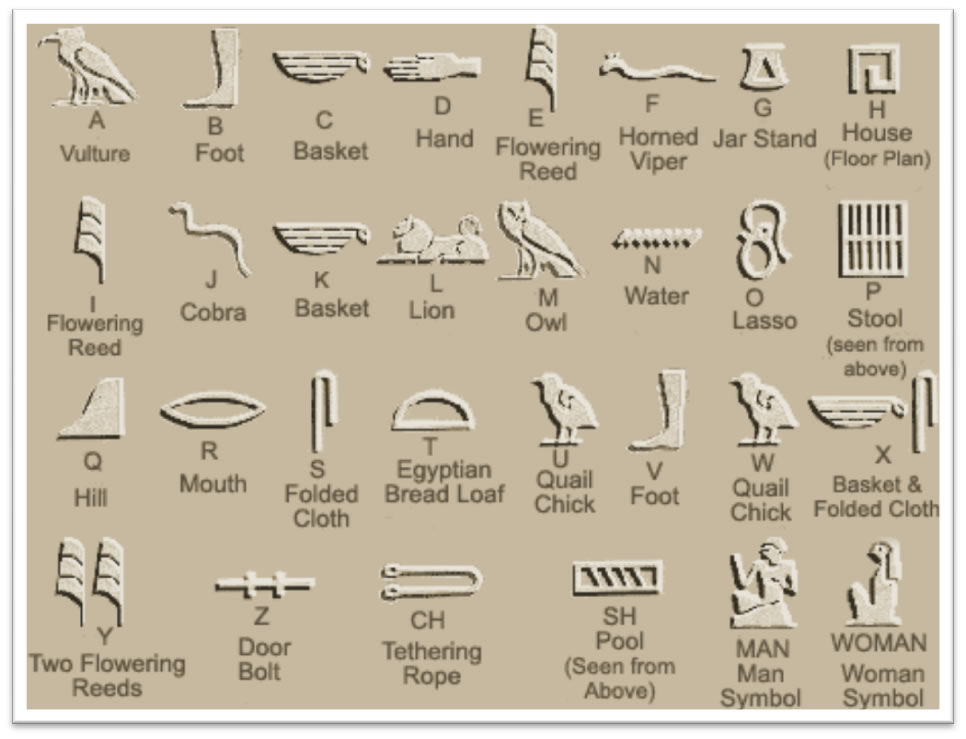 A B C D E F G H
Vulture Foot Basket Hand Flowering Reed Horned Viper Jar Stand House (Floor Plan)
I J K L M N O P
Flowering Reed Cobra Basket Lion Owl Water Lasso Stool (seen from above)
Q R S T U V W X
Hill Mouth Folded Cloth Egyptian Bread Loaf Quail Chick Foot Quail Chick Basket & Folded Cloth
Y Z CH SH MAN WOMAN
Two Flowering Reeds Door Bolt Tethering Rope Pool (Seen from Above) Man Symbol Woman Symbol